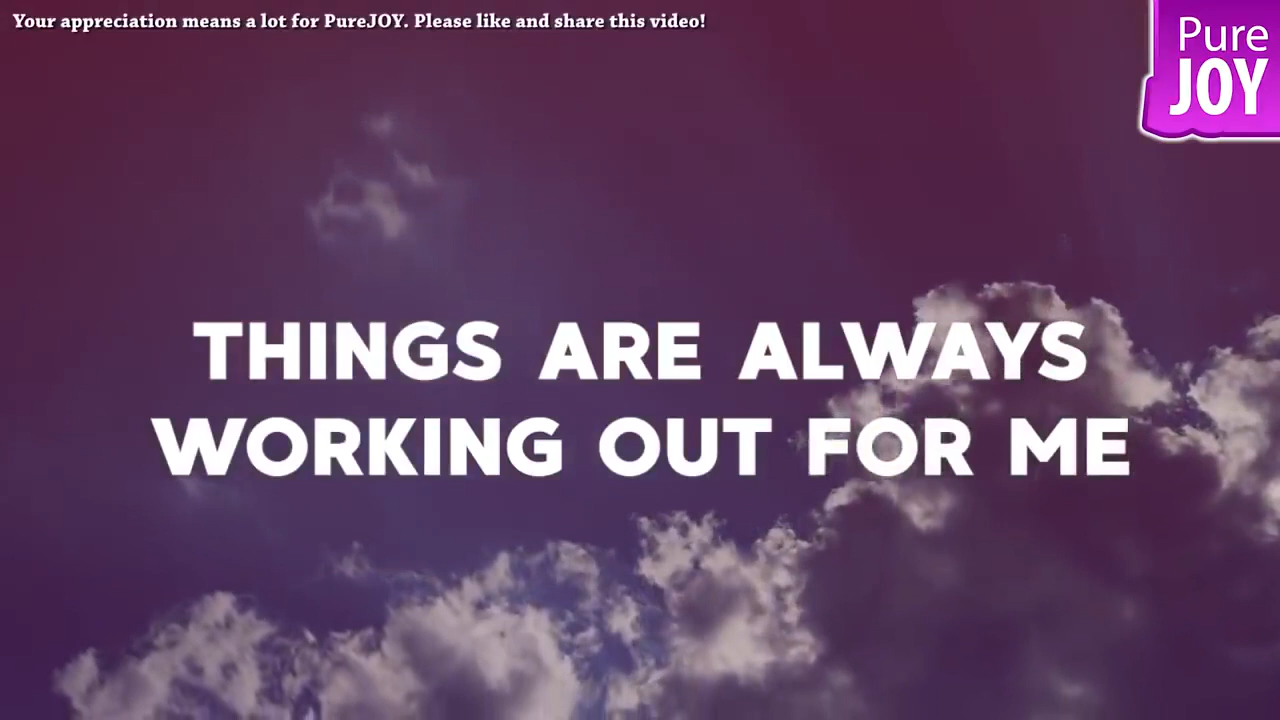 Your appreciation means a lot for PureJOY. Please like and share this video!
Pure
JOY
THINGS ARE ALWAYS
WORKING OUT FOR ME